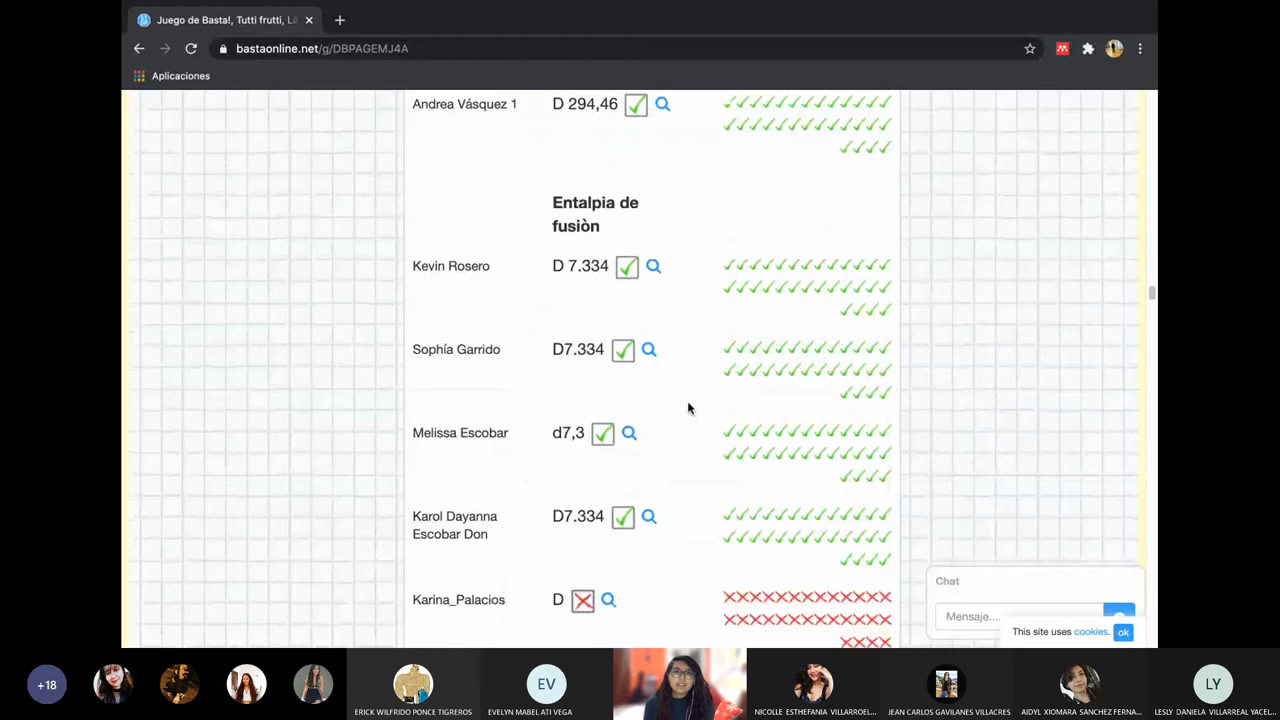 Juego de Basta!, Tutti frutti, Lá
bastaonline.net/g/DBPAGEMJ4A
Aplicaciones
Andrea Vásquez 1 D 294,46
Entalpia de
fusiòn
Kevin Rosero D 7.334
Sophía Garrido D7.334
Melissa Escobar d7,3
Karol Dayanna
Escobar Don D7.334
Karina_Palacios D
Chat
Mensaje....
This site uses cookies. ok
+18
EV
LY
ERICK WILFRIDO PONCE TIGREROS
EVELYN MABEL ATI VEGA
NICOLLE ESTHEFANIA VILLARROEL...
JEAN CARLOS GAVILANES VILLACRES
AIDYL XIOMARA SANCHEZ FERNA...
LESLY DANIELA VILLARREAL YACEL...